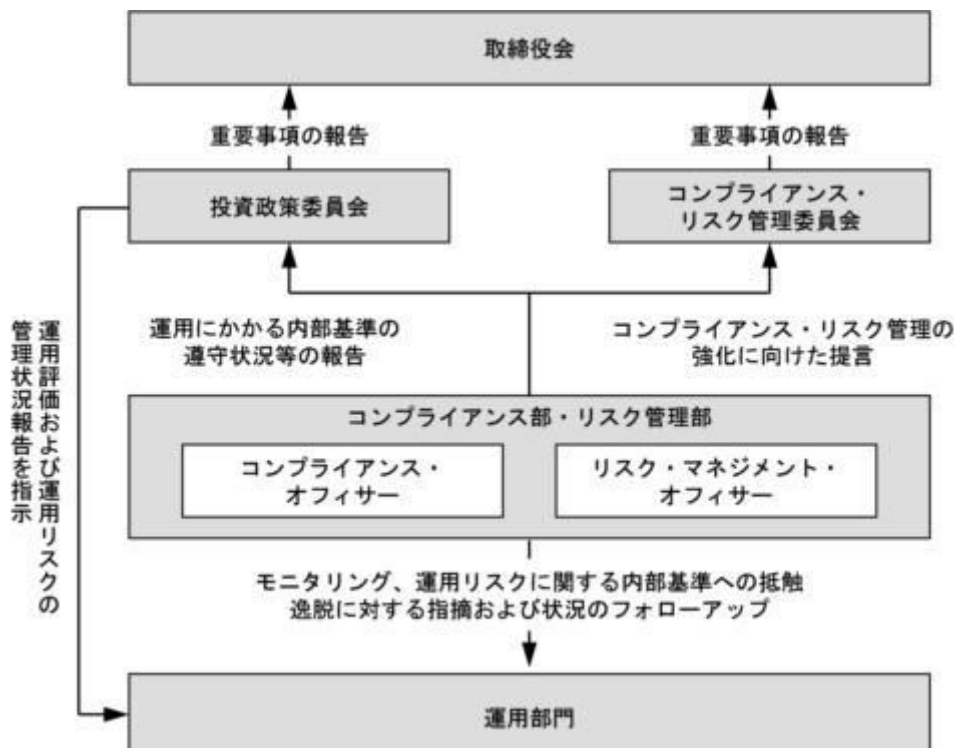 取締役会
重要事項の報告
重要事項の報告
投資政策委員会
コンプライアンス・
リスク管理委員会
運用にかかる内部基準の
遵守状況等の報告
コンプライアンス・リスク管理の
強化に向けた提言
運用評価および運用リスクの
管理状況報告を指示
コンプライアンス部・リスク管理部
コンプライアンス・
オフィサー
リスク・マネジメント・
オフィサー
モニタリング、運用リスクに関する内部基準への抵触
逸脱に対する指摘および状況のフォローアップ
運用部門